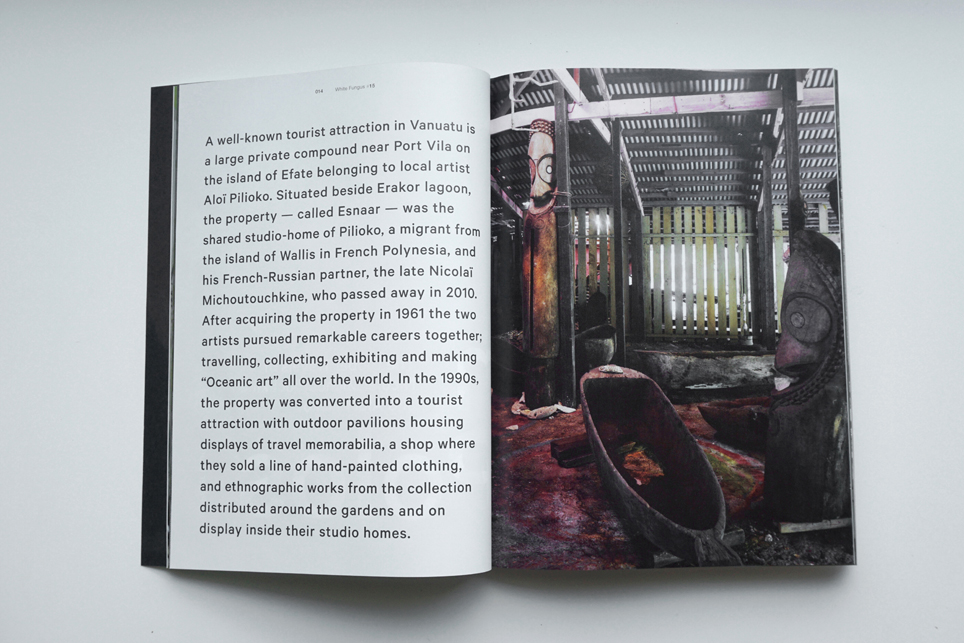 014 White Fungus /15
A well-known tourist attraction in Vanuatu is
a large private compound near Port Vila on
the island of Efate belonging to local artist
Aloï Pilioko. Situated beside Erakor lagoon,
the property — called Esnaar — was the
shared studio-home of Pilioko, a migrant from
the island of Wallis in French Polynesia, and
his French-Russian partner, the late Nicolaï
Michoutouchkine, who passed away in 2010.
After acquiring the property in 1961 the two
artists pursued remarkable careers together;
travelling, collecting, exhibiting and making
“Oceanic art” all over the world. In the 1990s,
the property was converted into a tourist
attraction with outdoor pavilions housing
displays of travel memorabilia, a shop where
they sold a line of hand-painted clothing,
and ethnographic works from the collection
distributed around the gardens and on
display inside their studio homes.